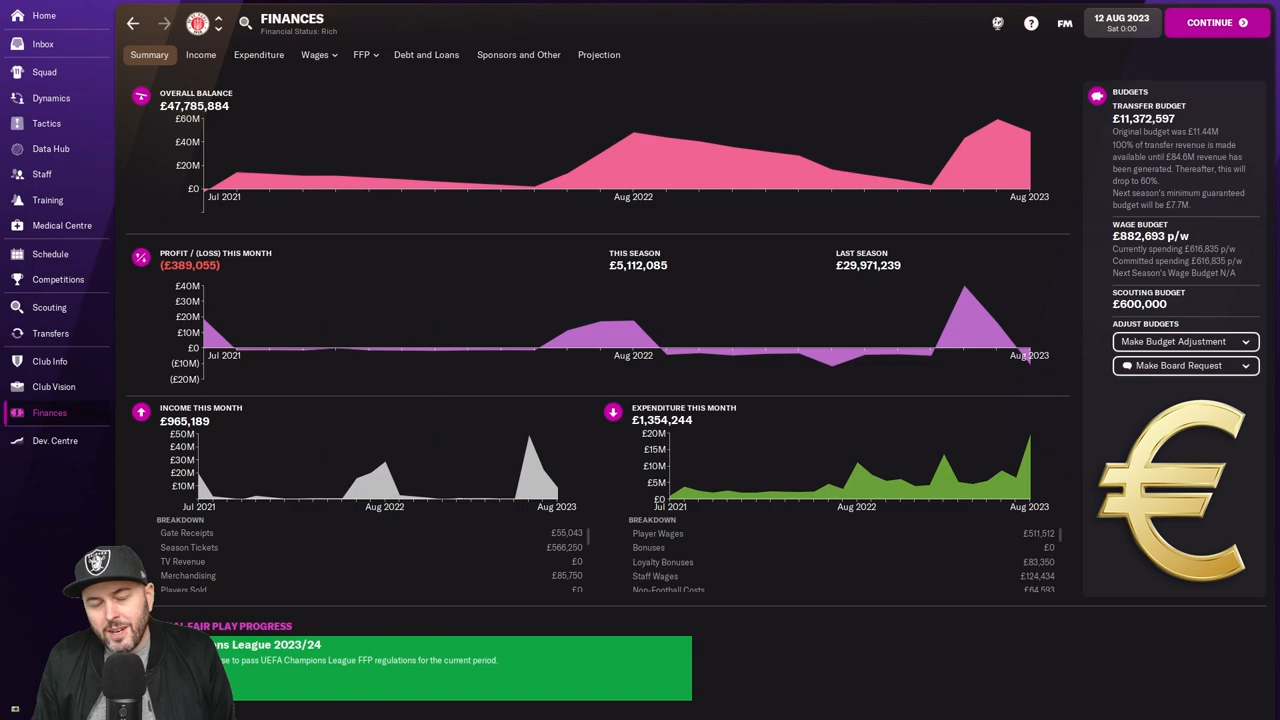 Home
Inbox
Squad
Dynamics
Tactics
Data Hub
Staff
Training
Medical Centre
Schedule
Competitions
Scouting
Transfers
Club Info
Club Vision
Finances
Dev. Centre
FINANCES
Financial Status: Rich
FM
12 AUG 2023
Sat 0:00
CONTINUE
Summary
Income
Expenditure
Wages
FFP
Debt and Loans
Sponsors and Other
Projection
OVERALL BALANCE
£47,785,884
£60M
£40M
£20M
£0
Jul 2021
Aug 2022
Aug 2023
PROFIT / (LOSS) THIS MONTH
(£389,055)
THIS SEASON
£5,112,085
LAST SEASON
£29,971,239
£40M
£30M
£20M
£10M
£0
(£10M)
(£20M)
Jul 2021
Aug 2022
Aug 2023
INCOME THIS MONTH
£965,189
£50M
£40M
£30M
£20M
£10M
Jul 2021
Aug 2022
Aug 2023
BREAKDOWN
Gate Receipts £55,043
Season Tickets £566,250
TV Revenue £0
Merchandising £85,750
Players Sold £0
EXPENDITURE THIS MONTH
£1,354,244
£20M
£15M
£10M
£5M
£0
Jul 2021
Aug 2022
Aug 2023
BREAKDOWN
Player Wages £511,512
Bonuses £0
Loyalty Bonuses £83,350
Staff Wages £124,434
Non-Football Costs £64,593
BUDGETS
TRANSFER BUDGET
£11,372,597
Original budget was £11.44M
100% of transfer revenue is made
available until £84.6M revenue has
been generated. Thereafter, this will
drop to 60%.
Next season's minimum guaranteed
budget will be £7.7M.
WAGE BUDGET
£882,693 p/w
Currently spending £616,835 p/w
Committed spending £616,835 p/w
Next Season's Wage Budget N/A
SCOUTING BUDGET
£600,000
ADJUST BUDGETS
Make Budget Adjustment
Make Board Request
€
FAIR PLAY PROGRESS
League 2023/24
to pass UEFA Champions League FFP regulations for the current period.